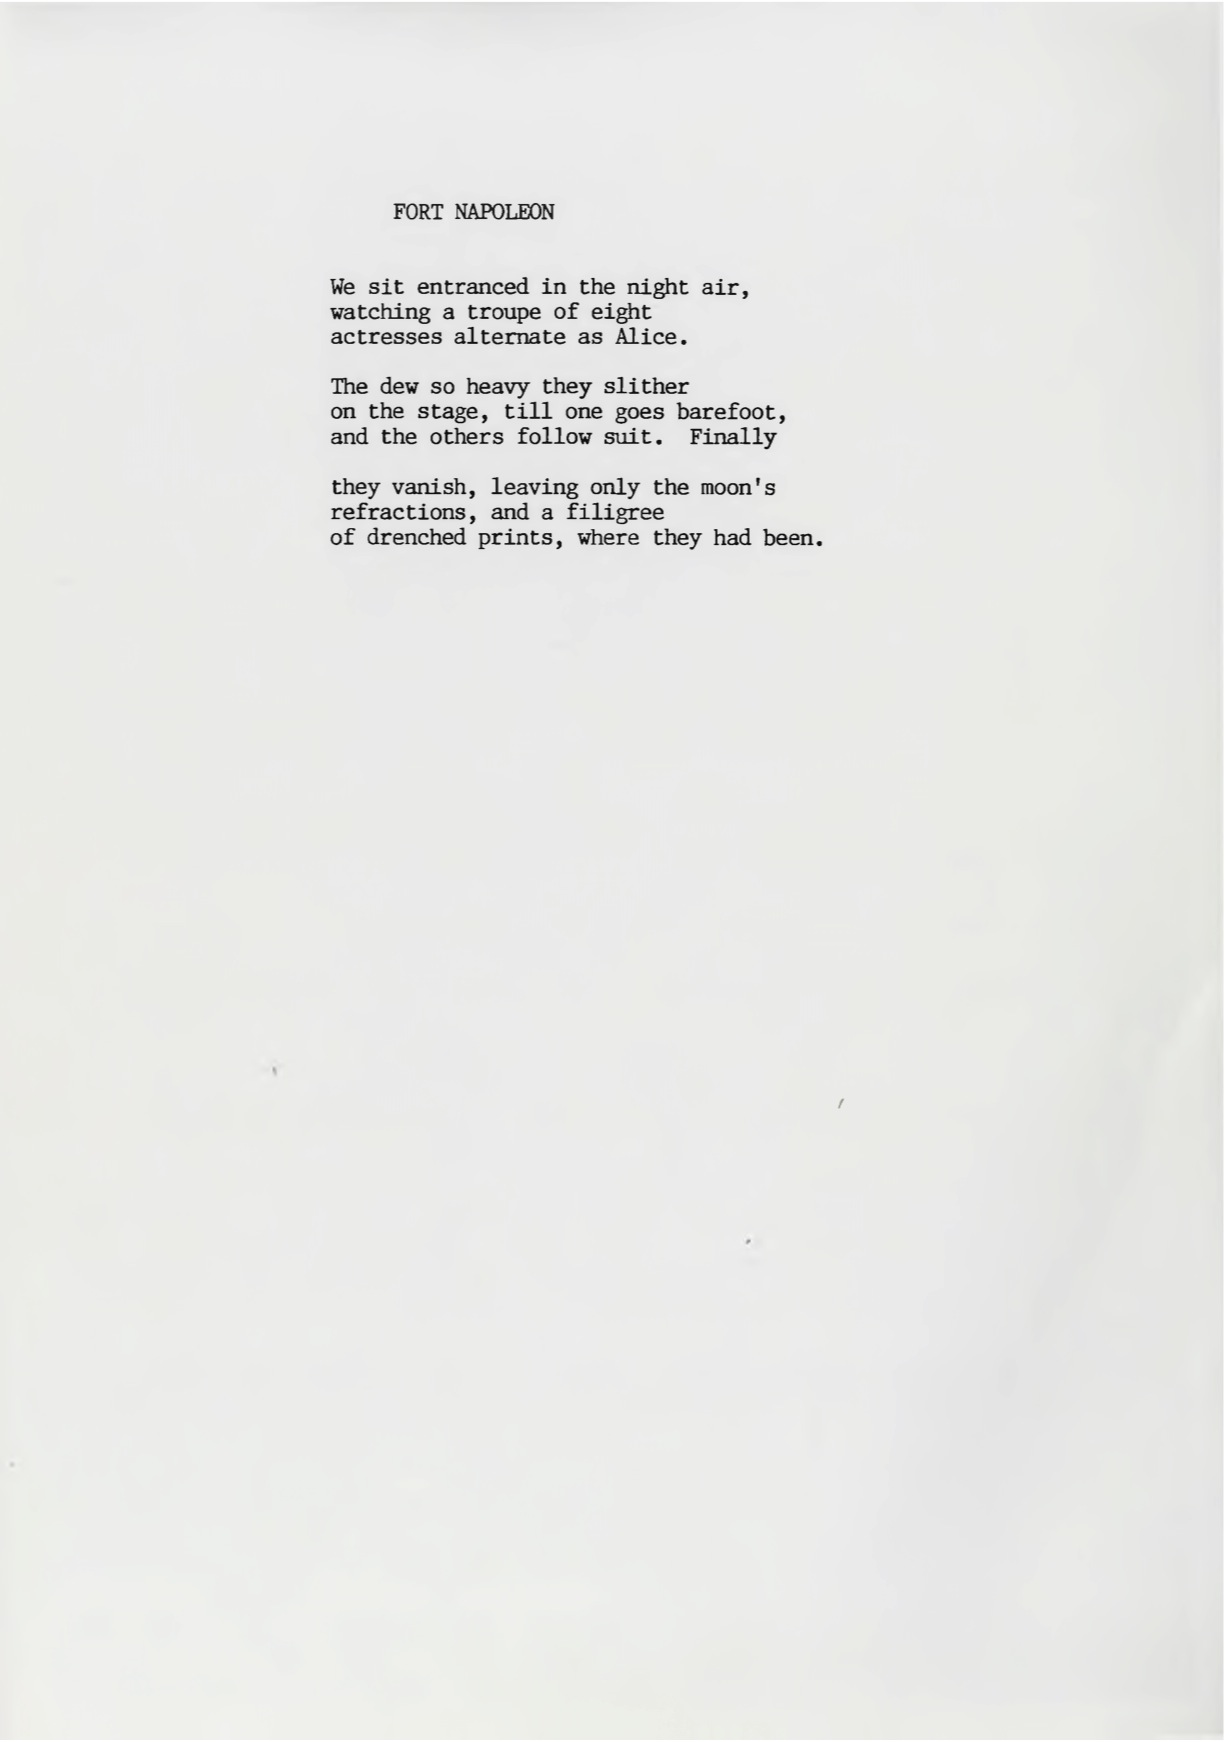 FORT NAPOLEON
We sit entranced in the night air,
watching a troupe of eight
actresses alternate as Alice.
The dew so heavy they slither
on the stage, till one goes barefoot,
and the others follow suit.  Finally
they vanish, leaving only the moon's
refractions, and a filigree
of drenched prints, where they had been.